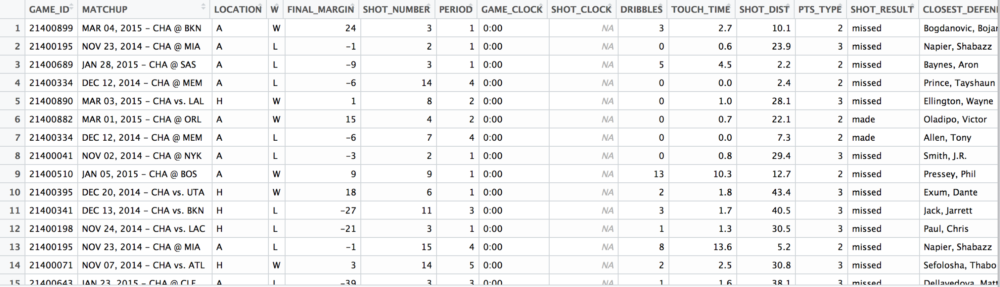 GAME_ID MATCHUP LOCATION W FINAL_MARGIN SHOT_NUMBER PERIOD GAME_CLOCK SHOT_CLOCK DRIBBLES TOUCH_TIME SHOT_DIST PTS_TYPE SHOT_RESULT CLOSEST_DEFEN
1 21400899 MAR 04, 2015 – CHA @ BKN A W 24 3 1 0:00 NA 3 2.7 10.1 2 missed Bogdanovic, Bojan
2 21400195 NOV 23, 2014 – CHA @ MIA A L –1 2 1 0:00 NA 0 0.6 23.9 3 missed Napier, Shabazz
3 21400689 JAN 28, 2015 – CHA @ SAS A L –9 3 1 0:00 NA 5 4.5 2.2 2 missed Baynes, Aron
4 21400334 DEC 12, 2014 – CHA @ MEM A L –6 14 4 0:00 NA 0 0.0 2.4 2 missed Prince, Tayshaun
5 21400890 MAR 03, 2015 – CHA vs. LAL H W 1 8 2 0:00 NA 0 1.0 28.1 3 missed Ellington, Wayne
6 21400882 MAR 01, 2015 – CHA @ ORL A W 15 4 2 0:00 NA 0 0.7 22.1 2 made Oladipo, Victor
7 21400334 DEC 12, 2014 – CHA @ MEM A L –6 7 4 0:00 NA 0 0.0 7.3 2 made Allen, Tony
8 21400041 NOV 02, 2014 – CHA @ NYK A L –3 2 1 0:00 NA 0 0.8 29.4 3 missed Smith, J.R.
9 21400510 JAN 05, 2015 – CHA @ BOS A W 9 9 1 0:00 NA 13 10.3 12.7 2 missed Pressey, Phil
10 21400395 DEC 20, 2014 – CHA vs. UTA H W 18 6 1 0:00 NA 2 1.8 43.4 3 missed Exum, Dante
11 21400341 DEC 13, 2014 – CHA vs. BKN H L –27 11 3 0:00 NA 3 1.7 40.5 3 missed Jack, Jarrett
12 21400198 NOV 24, 2014 – CHA vs. LAC H L –21 3 1 0:00 NA 1 1.3 30.5 3 missed Paul, Chris
13 21400195 NOV 23, 2014 – CHA @ MIA A L –1 15 4 0:00 NA 8 13.6 5.2 2 missed Napier, Shabazz
14 21400071 NOV 07, 2014 – CHA vs. ATL H W 3 14 5 0:00 NA 2 2.5 30.8 3 missed Sefolosha, Thabo
15 21400643 JAN 23, 2015 – CHA @ CLE A L –39 3 3 0:00 NA 1 1.6 38.1 3 missed Dellavedova, Matt